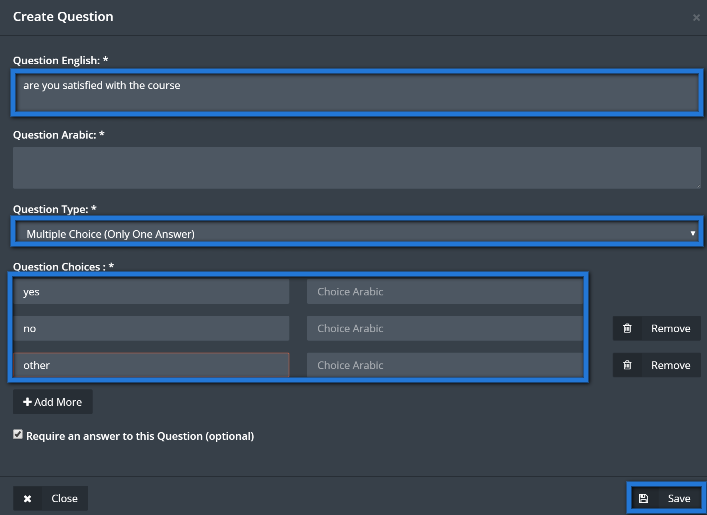 Create Question ×
Question English: *
are you satisfied with the course
Question Arabic: *
Question Type: *
Multiple Choice (Only One Answer)
Question Choices : *
yes Choice Arabic
no Choice Arabic Remove
other Choice Arabic Remove
+ Add More
Require an answer to this Question (optional)
Close Save